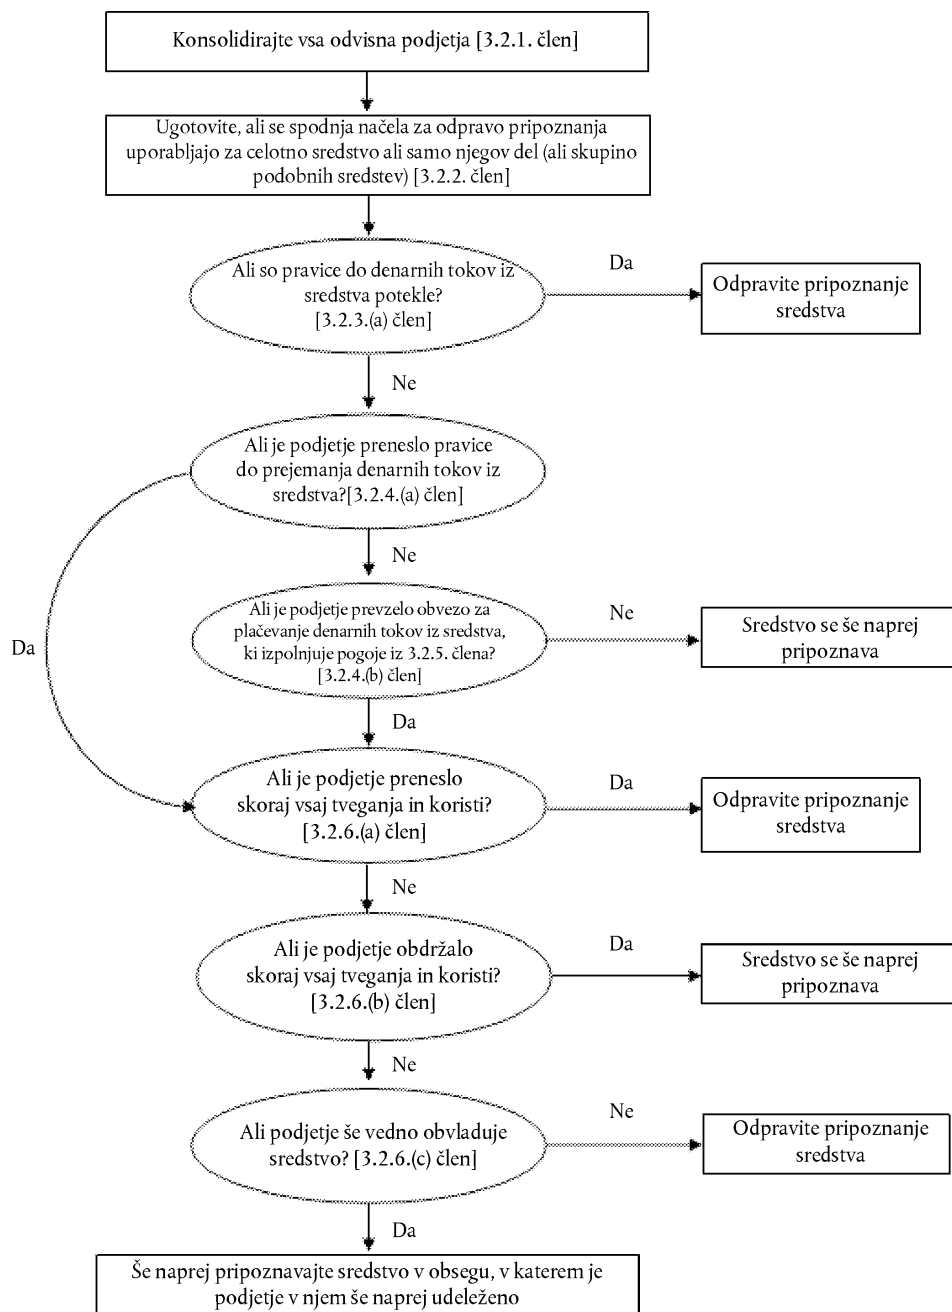 Konsolidirajte vsa odvisna podjetja [3.2.1. člen]
Ugotovite, ali se spodnja načela za odpravo pripoznanja
uporabljajo za celotno sredstvo ali samo njegov del (ali skupino
podobnih sredstev) [3.2.2. člen]
Ali so pravice do denarnih tokov iz
sredstva potekle?
[3.2.3.(a) člen]
Da
Odpravite pripoznanje
sredstva
Ne
Ali je podjetje preneslo pravice
do prejemanja denarnih tokov iz
sredstva?[3.2.4.(a) člen]
Ne
Da
Ali je podjetje prevzelo obvezo za
plačevanje denarnih tokov iz sredstva,
ki izpolnjuje pogoje iz 3.2.5. člena?
[3.2.4.(b) člen]
Ne
Sredstvo se še naprej
pripoznava
Da
Ali je podjetje preneslo
skoraj vsaj tveganja in koristi?
[3.2.6.(a) člen]
Da
Odpravite pripoznanje
sredstva
Ne
Ali je podjetje obdržalo
skoraj vsaj tveganja in koristi?
[3.2.6.(b) člen]
Da
Sredstvo se še naprej
pripoznava
Ne
Ali podjetje še vedno obvladuje
sredstvo? [3.2.6.(c) člen]
Ne
Odpravite pripoznanje
sredstva
Da
Še naprej pripoznavajte sredstvo v obsegu, v katerem je
podjetje v njem še naprej udeleženo